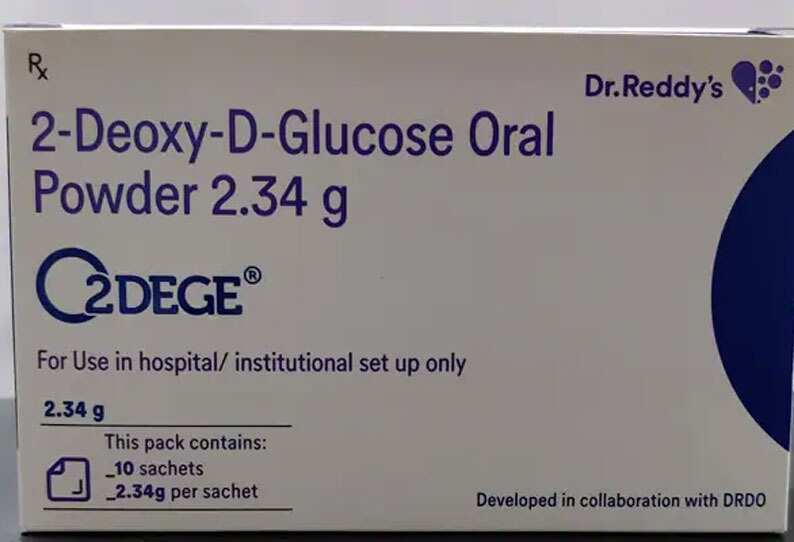 Rx
Dr.Reddy's
2-Deoxy-D-Glucose Oral
Powder 2.34 g
2DEGE®
For Use in hospital/ institutional set up only
2.34 g
This pack contains:
_10 sachets
_2.34g per sachet
Developed in collaboration with DRDO